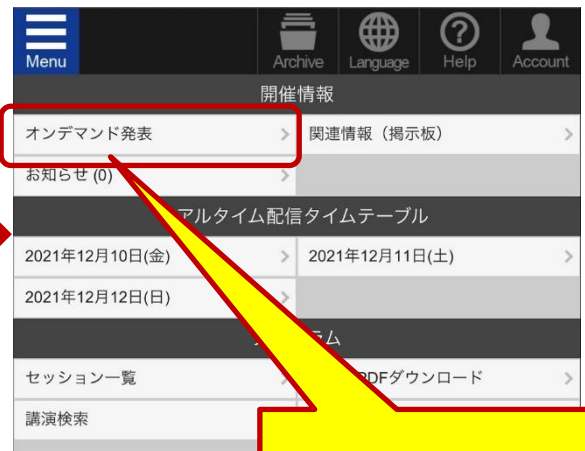 Menu Archive Language Help Account
開催情報
オンデマンド発表 関連情報（掲示板）
お知らせ (0)
アルタイム配信タイムテーブル
2021年12月10日(金) 2021年12月11日(土)
2021年12月12日(日)
ラム
セッション一覧 PDFダウンロード
講演検索